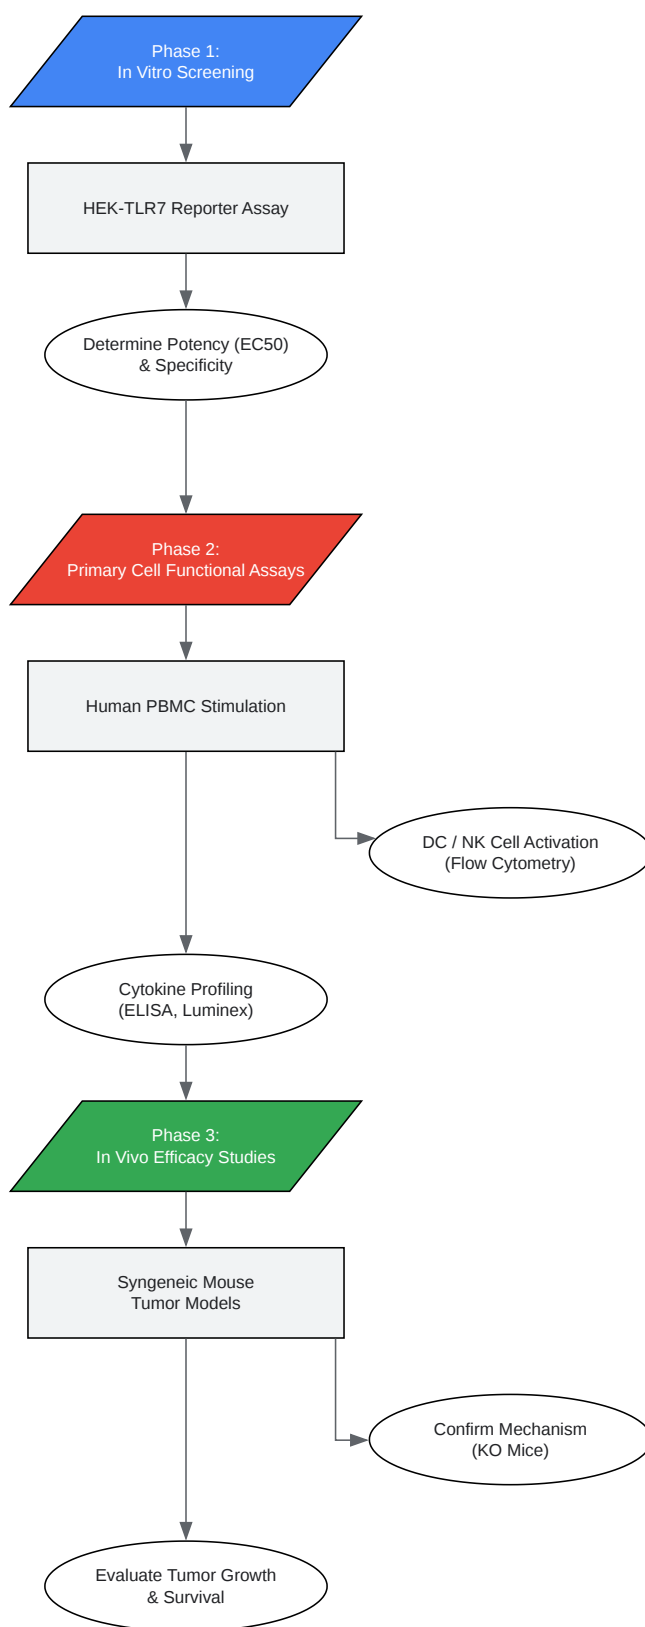 Phase 1:
In Vitro Screening
HEK-TLR7 Reporter Assay
Determine Potency (EC50)
& Specificity
Phase 2:
Primary Cell Functional Assays
Human PBMC Stimulation
DC / NK Cell Activation
(Flow Cytometry)
Cytokine Profiling
(ELISA, Luminex)
Phase 3:
In Vivo Efficacy Studies
Syngeneic Mouse
Tumor Models
Confirm Mechanism
(KO Mice)
Evaluate Tumor Growth
& Survival